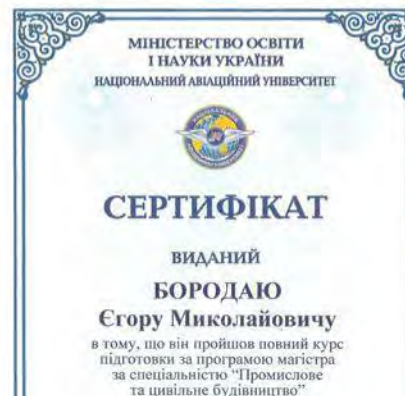 МІНІСТЕРСТВО ОСВІТИ
І НАУКИ УКРАЇНИ
НАЦІОНАЛЬНИЙ АВІАЦІЙНИЙ УНІВЕРСИТЕТ
СЕРТИФІКАТ
ВИДАНИЙ
БОРОДАЮ
Єгору Миколайовичу
в тому, що він пройшов повний курс
підготовки за програмою магістра
за спеціальністю “Промислове
та цивільне будівництво”